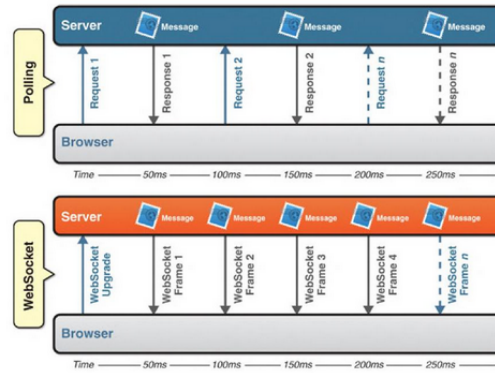 Polling
Server
Message
Message
Message
Request 1
Response 1
Request 2
Response 2
Request n
Response n
Browser
Time 50ms 100ms 150ms 200ms 250ms
WebSocket
Server
Message
Message
Message
Message
Message
WebSocket
Upgrade
WebSocket
Frame 1
WebSocket
Frame 2
WebSocket
Frame 3
WebSocket
Frame 4
WebSocket
Frame n
Browser
Time 50ms 100ms 150ms 200ms 250ms